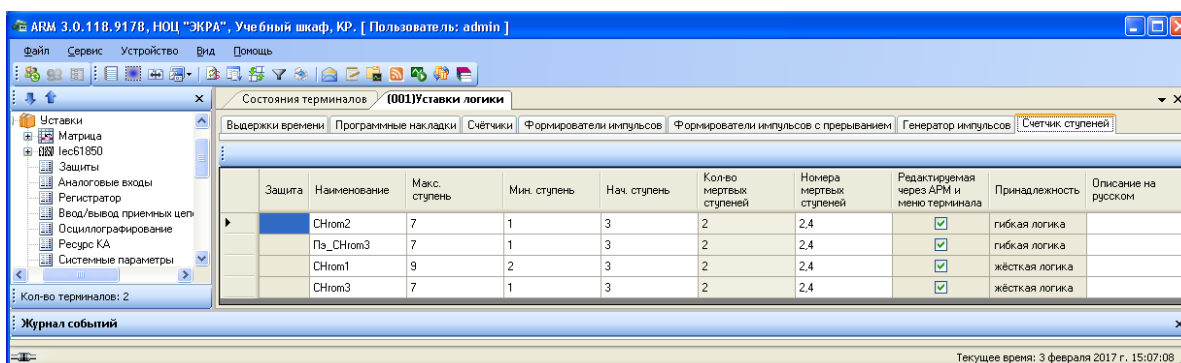 ARM 3.0.118.9178, НОЦ "ЭКРА", Учебный шкаф, КР. [ Пользователь: admin ]
Файл Сервис Устройство Вид Помощь
Состояния терминалов (001)Уставки логики
Уставки
Матрица
Iec61850
Защиты
Аналоговые входы
Регистратор
Ввод/вывод приемных цепе
Осциллографирование
Ресурс КА
Системные параметры
Кол-во терминалов: 2
Выдержки времени Программные накладки Счётчики Формирователи импульсов Формирователи импульсов с прерыванием Генератор импульсов Счетчик ступеней
Защита Наименование Макс. ступень Мин. ступень Нач. ступень Кол-во мертвых ступеней Номера мертвых ступеней Редактируемая через АРМ и меню терминала Принадлежность Описание на русском
CHrom2 7 1 3 2 2,4 гибкая логика
Пэ_CHrom3 7 1 3 2 2,4 гибкая логика
CHrom1 9 2 3 2 2,4 жёсткая логика
CHrom3 7 1 3 2 2,4 жёсткая логика
Журнал событий
Текущее время: 3 февраля 2017 г. 15:07:08